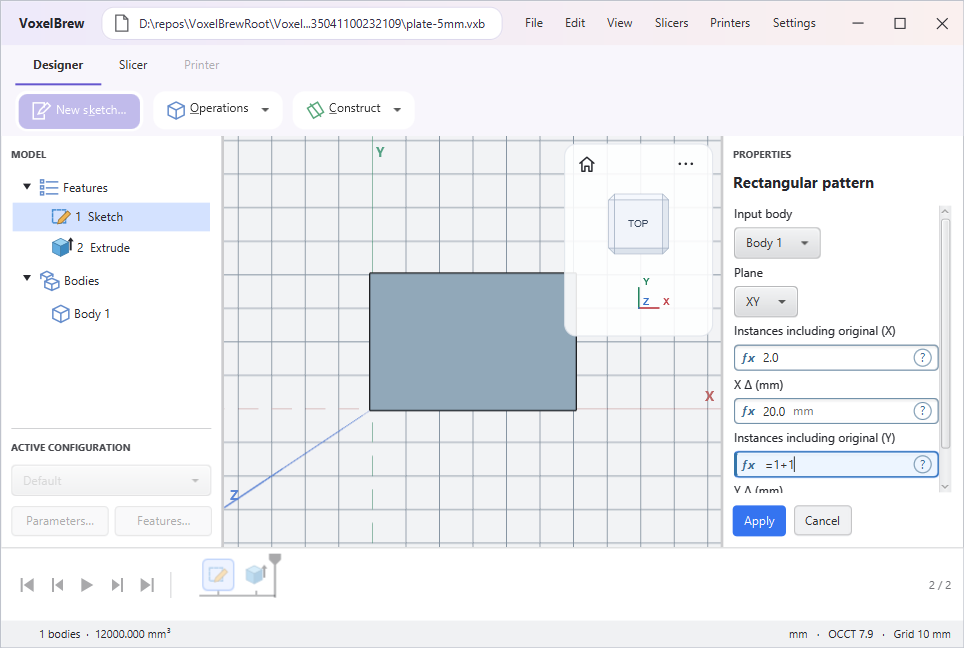 VoxelBrew
D:\repos\VoxelBrewRoot\Voxel...35041100232109\plate-5mm.vxb
File Edit View Slicers Printers Settings
Designer Slicer Printer
New sketch... Operations Construct
MODEL
Features
1 Sketch
2 Extrude
Bodies
Body 1
ACTIVE CONFIGURATION
Default
Parameters... Features...
Y
TOP
Y
Z X
X
Z
PROPERTIES
Rectangular pattern
Input body
Body 1
Plane
XY
Instances including original (X)
fx 2.0 ?
X Δ (mm)
fx 20.0 mm ?
Instances including original (Y)
fx =1+1 ?
Y Δ (mm)
Apply Cancel
2 / 2
1 bodies · 12000.000 mm³
mm · OCCT 7.9 · Grid 10 mm